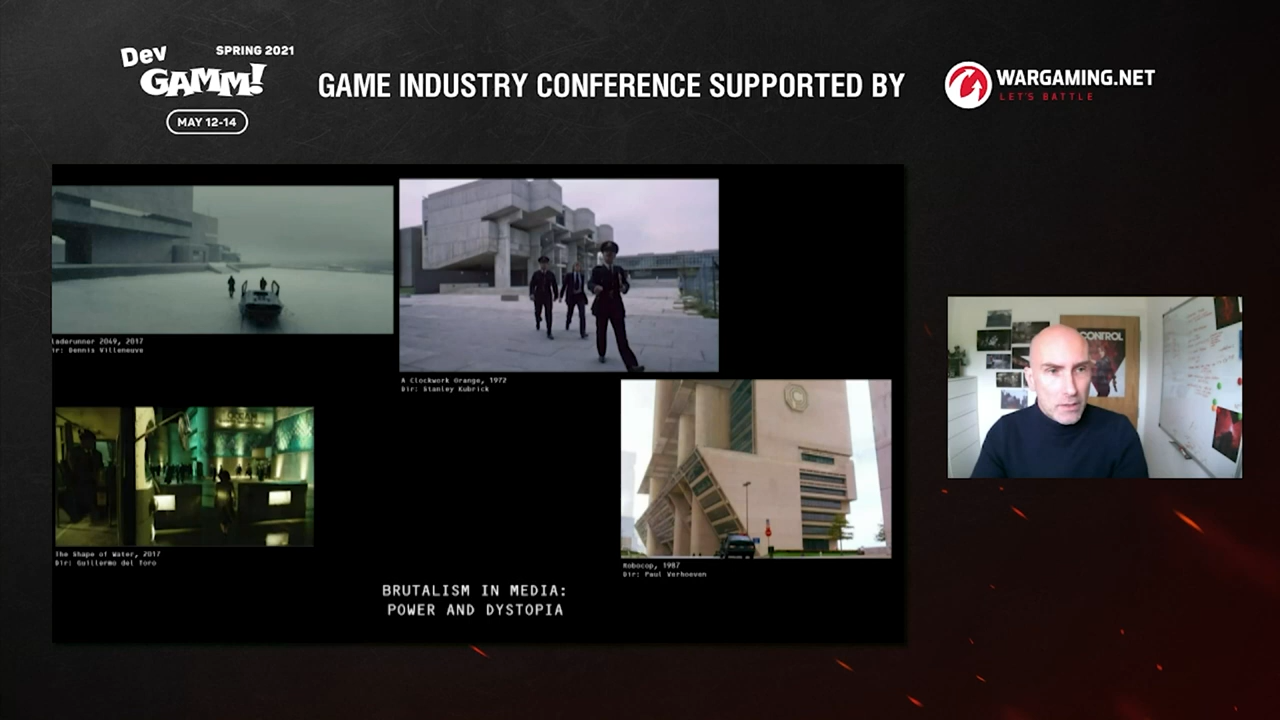 Dev
GAMM!
SPRING 2021
MAY 12-14
GAME INDUSTRY CONFERENCE SUPPORTED BY
WARGAMING.NET
LET'S BATTLE
laderunner 2049, 2017
ir: Dennis Villeneuve
A Clockwork Orange, 1972
Dir: Stanley Kubrick
OCCAM
The Shape of Water, 2017
Dir: Guillermo del Toro
Robocop, 1987
Dir: Paul Verhoeven
BRUTALISM IN MEDIA:
POWER AND DYSTOPIA
CONTROL